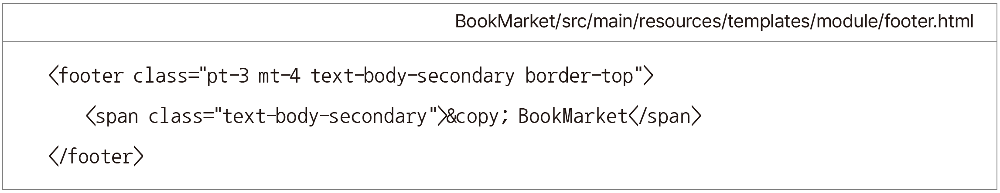 BookMarket/src/main/resources/templates/module/footer.html
<footer class="pt-3 mt-4 text-body-secondary border-top">
<span class="text-body-secondary">&copy; BookMarket</span>
</footer>